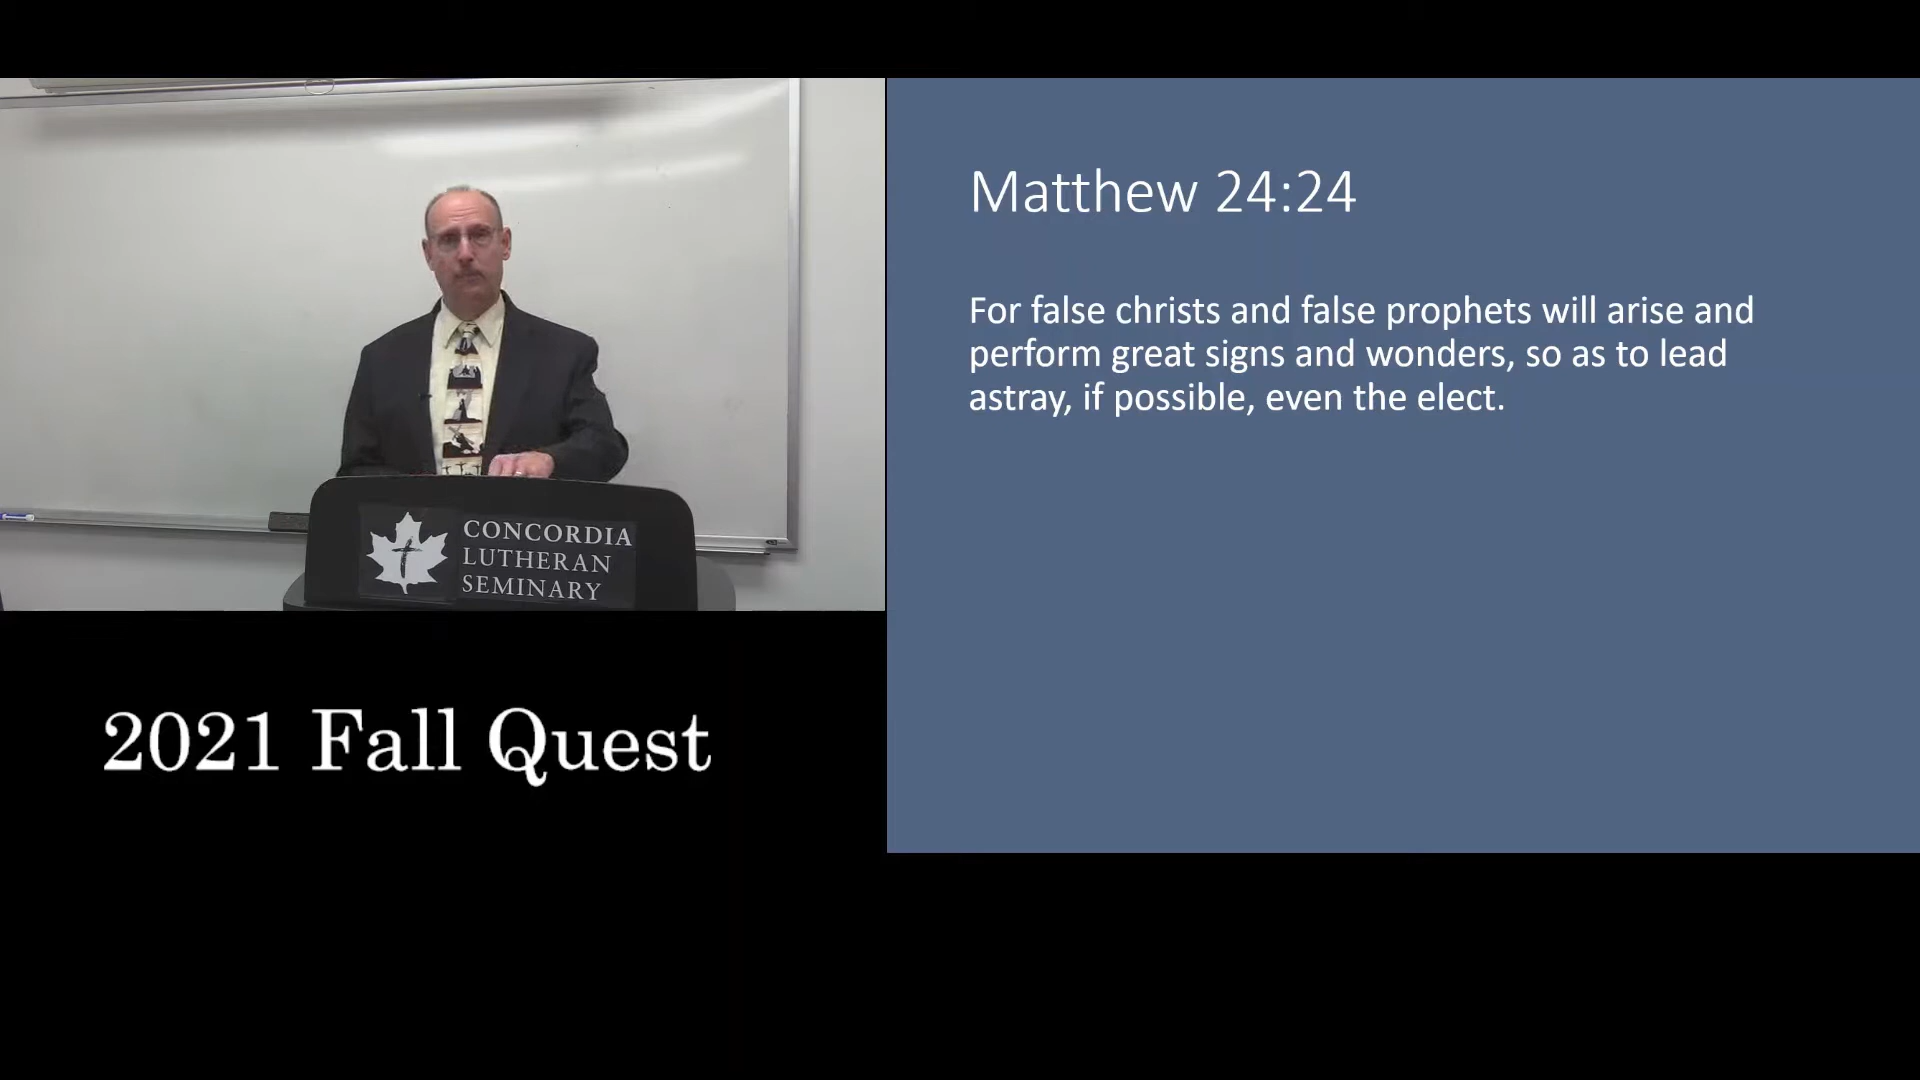 Matthew 24:24
For false christs and false prophets will arise and
perform great signs and wonders, so as to lead
astray, if possible, even the elect.
CONCORDIA
LUTHERAN
SEMINARY
2021 Fall Quest